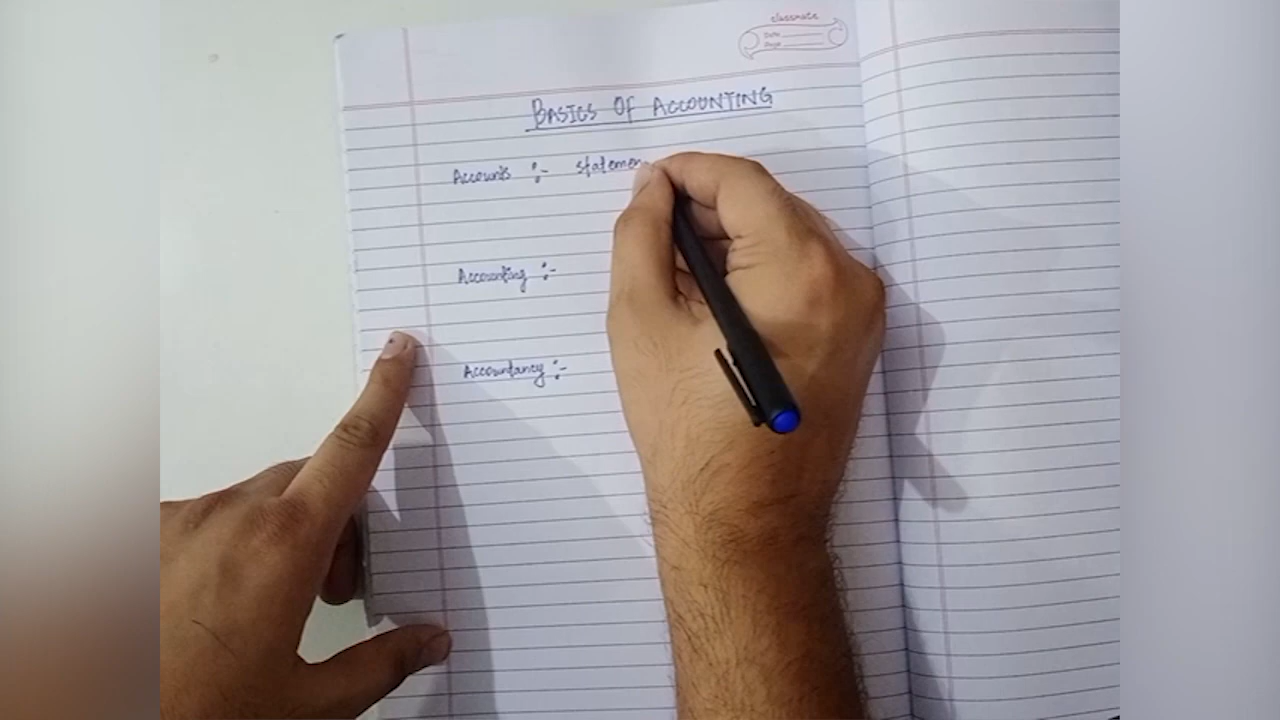 classmate
Date
Page
BASICS OF ACCOUNTING
Accounts :- statemen
Accounting :-
Accountancy :-